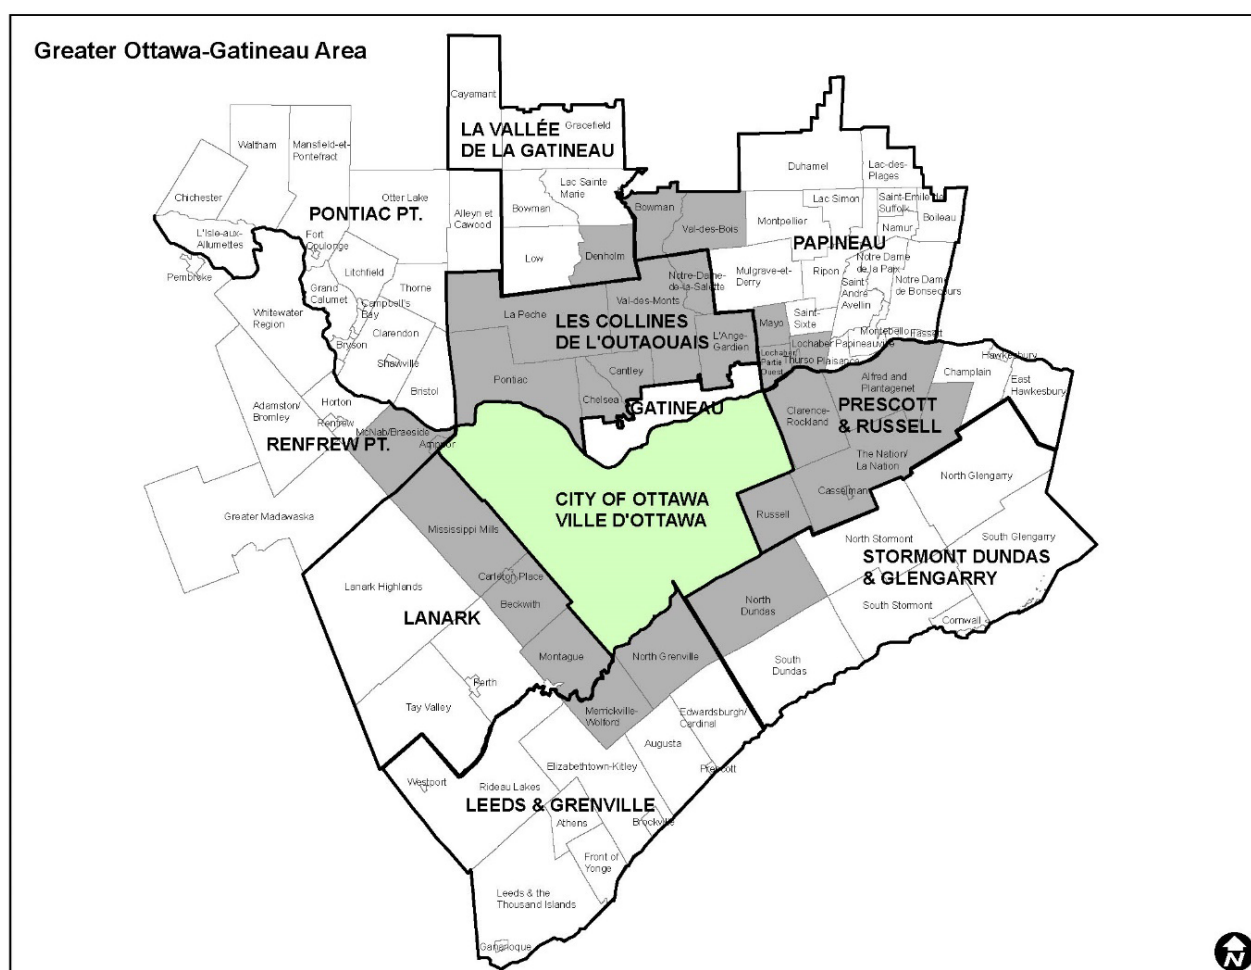 Greater Ottawa-Gatineau Area
Cayamant
LA VALLÉE
DE LA GATINEAU
Gracefield
Waltham
Mansfield-et-
Pontefract
Duhamel
Lac-des-
Plages
Chichester
Otter Lake
Lac Sainte
Marie
Lac Simon
Saint-Emile de
Suffolk
PONTIAC PT.
Alleyn et
Cawood
Bowman
Bowman
Val-des-Bois
Montpellier
Boileau
Namur
L'Isle-aux-
Allumettes
Fort
Coulonge
PAPINEAU
Pembroke
Litchfield
Low
Denholm
Notre Dame
de la Paix
Thorne
Grand
Calumet
Mulgrave-et-
Derry
Ripon
Saint
André
Avellin
Notre Dame
de Bonsecours
Notre-Dame-
de-la-Salette
Campbell's
Bay
Val-des-Monts
Whitewater
Region
La Peche
LES COLLINES
DE L'OUTAOUAIS
Mayo
Saint-
Sixte
Clarendon
Bryson
L'Ange-
Gardien
Montebello
Fassett
Lochaber
Papineauville
Lochaber
Partie
Ouest
Thurso
Plaisance
Shawville
Hawkesbury
Cantley
Pontiac
Bristol
Chelsea
Alfred and
Plantagenet
Champlain
East
Hawkesbury
Adamston/
Bromley
Horton
Renfrew
GATINEAU
Clarence-
Rockland
PRESCOTT
& RUSSELL
RENFREW PT.
McNab/Braeside
Arnprior
The Nation/
La Nation
North Glengarry
Casselman
CITY OF OTTAWA
VILLE D'OTTAWA
Greater Madawaska
Russell
Mississippi Mills
North Stormont
South Glengarry
STORMONT DUNDAS
& GLENGARRY
Lanark Highlands
Carleton Place
Beckwith
North
Dundas
South Stormont
Cornwall
LANARK
Montague
North Grenville
South
Dundas
Perth
Tay Valley
Merrickville-
Wolford
Edwardsburgh/
Cardinal
Augusta
Elizabethtown-Kitley
Prescott
Westport
Rideau Lakes
LEEDS & GRENVILLE
Athens
Brockville
Front of
Yonge
Leeds & the
Thousand Islands
Gananoque
N